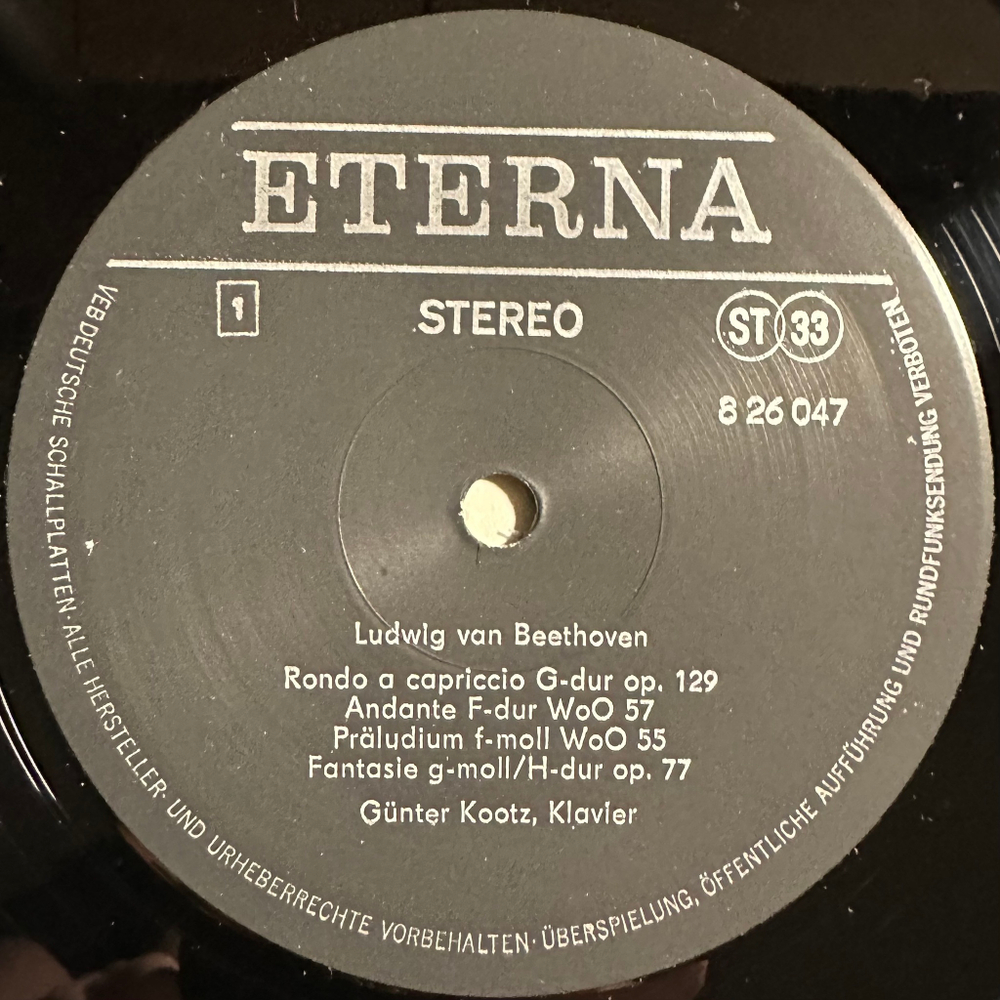 ETERNA
1
STEREO
ST 33
8 26 047
Ludwig van Beethoven
Rondo a capriccio G-dur op. 129
Andante F-dur WoO 57
Präludium f-moll WoO 55
Fantasie g-moll/H-dur op. 77
Günter Kootz, Klavier
VEB DEUTSCHE SCHALLPLATTEN · ALLE HERSTELLER- UND URHEBERRECHTE VORBEHALTEN · ÜBERSPIELUNG, ÖFFENTLICHE AUFFÜHRUNG UND RUNDFUNKSENDUNG VERBOTEN